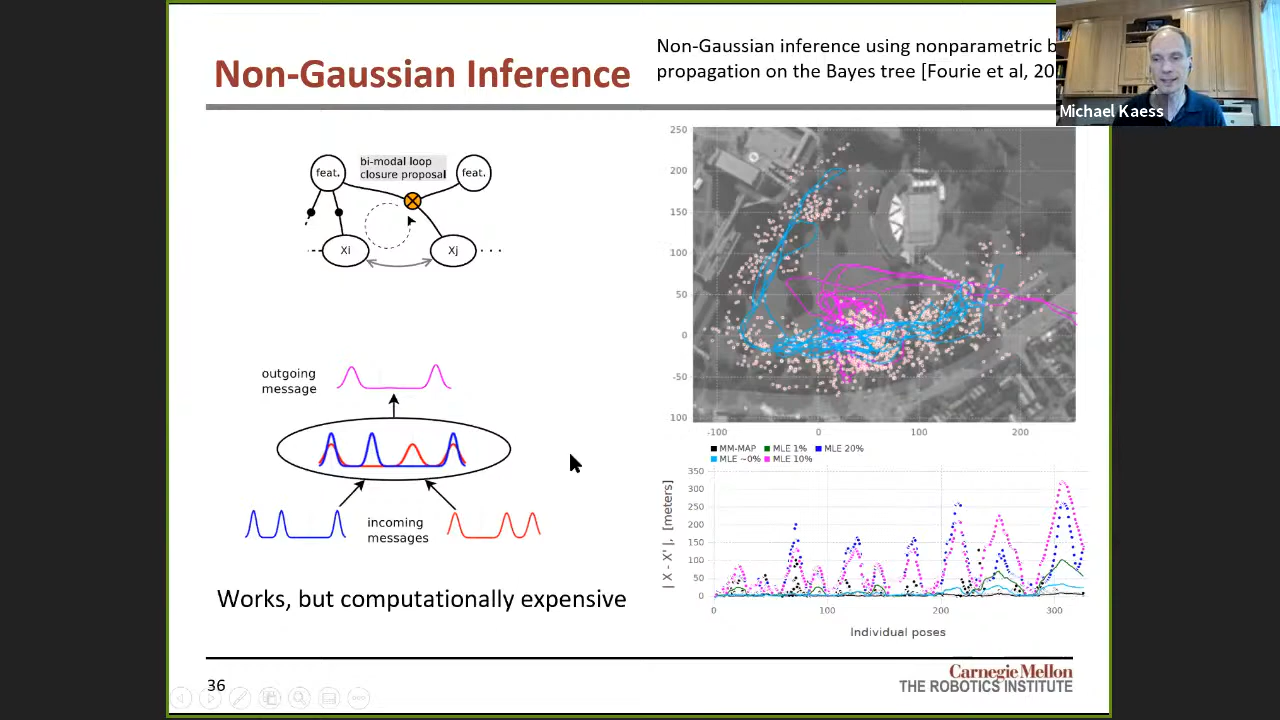 Non-Gaussian Inference
Non-Gaussian inference using nonparametric
propagation on the Bayes tree [Fourie et al,
Michael Kaess
bi-modal loop
closure proposal
feat.
feat.
Xi
Xj
outgoing
message
incoming
messages
Works, but computationally expensive
250
200
150
100
50
0
-50
100
-100
0
100
200
MM-MAP
MLE 1%
MLE 20%
MLE ~0%
MLE 10%
| X - X' |, [meters]
350
300
250
200
150
100
50
0
0
100
200
300
Individual poses
36
Carnegie Mellon
THE ROBOTICS INSTITUTE